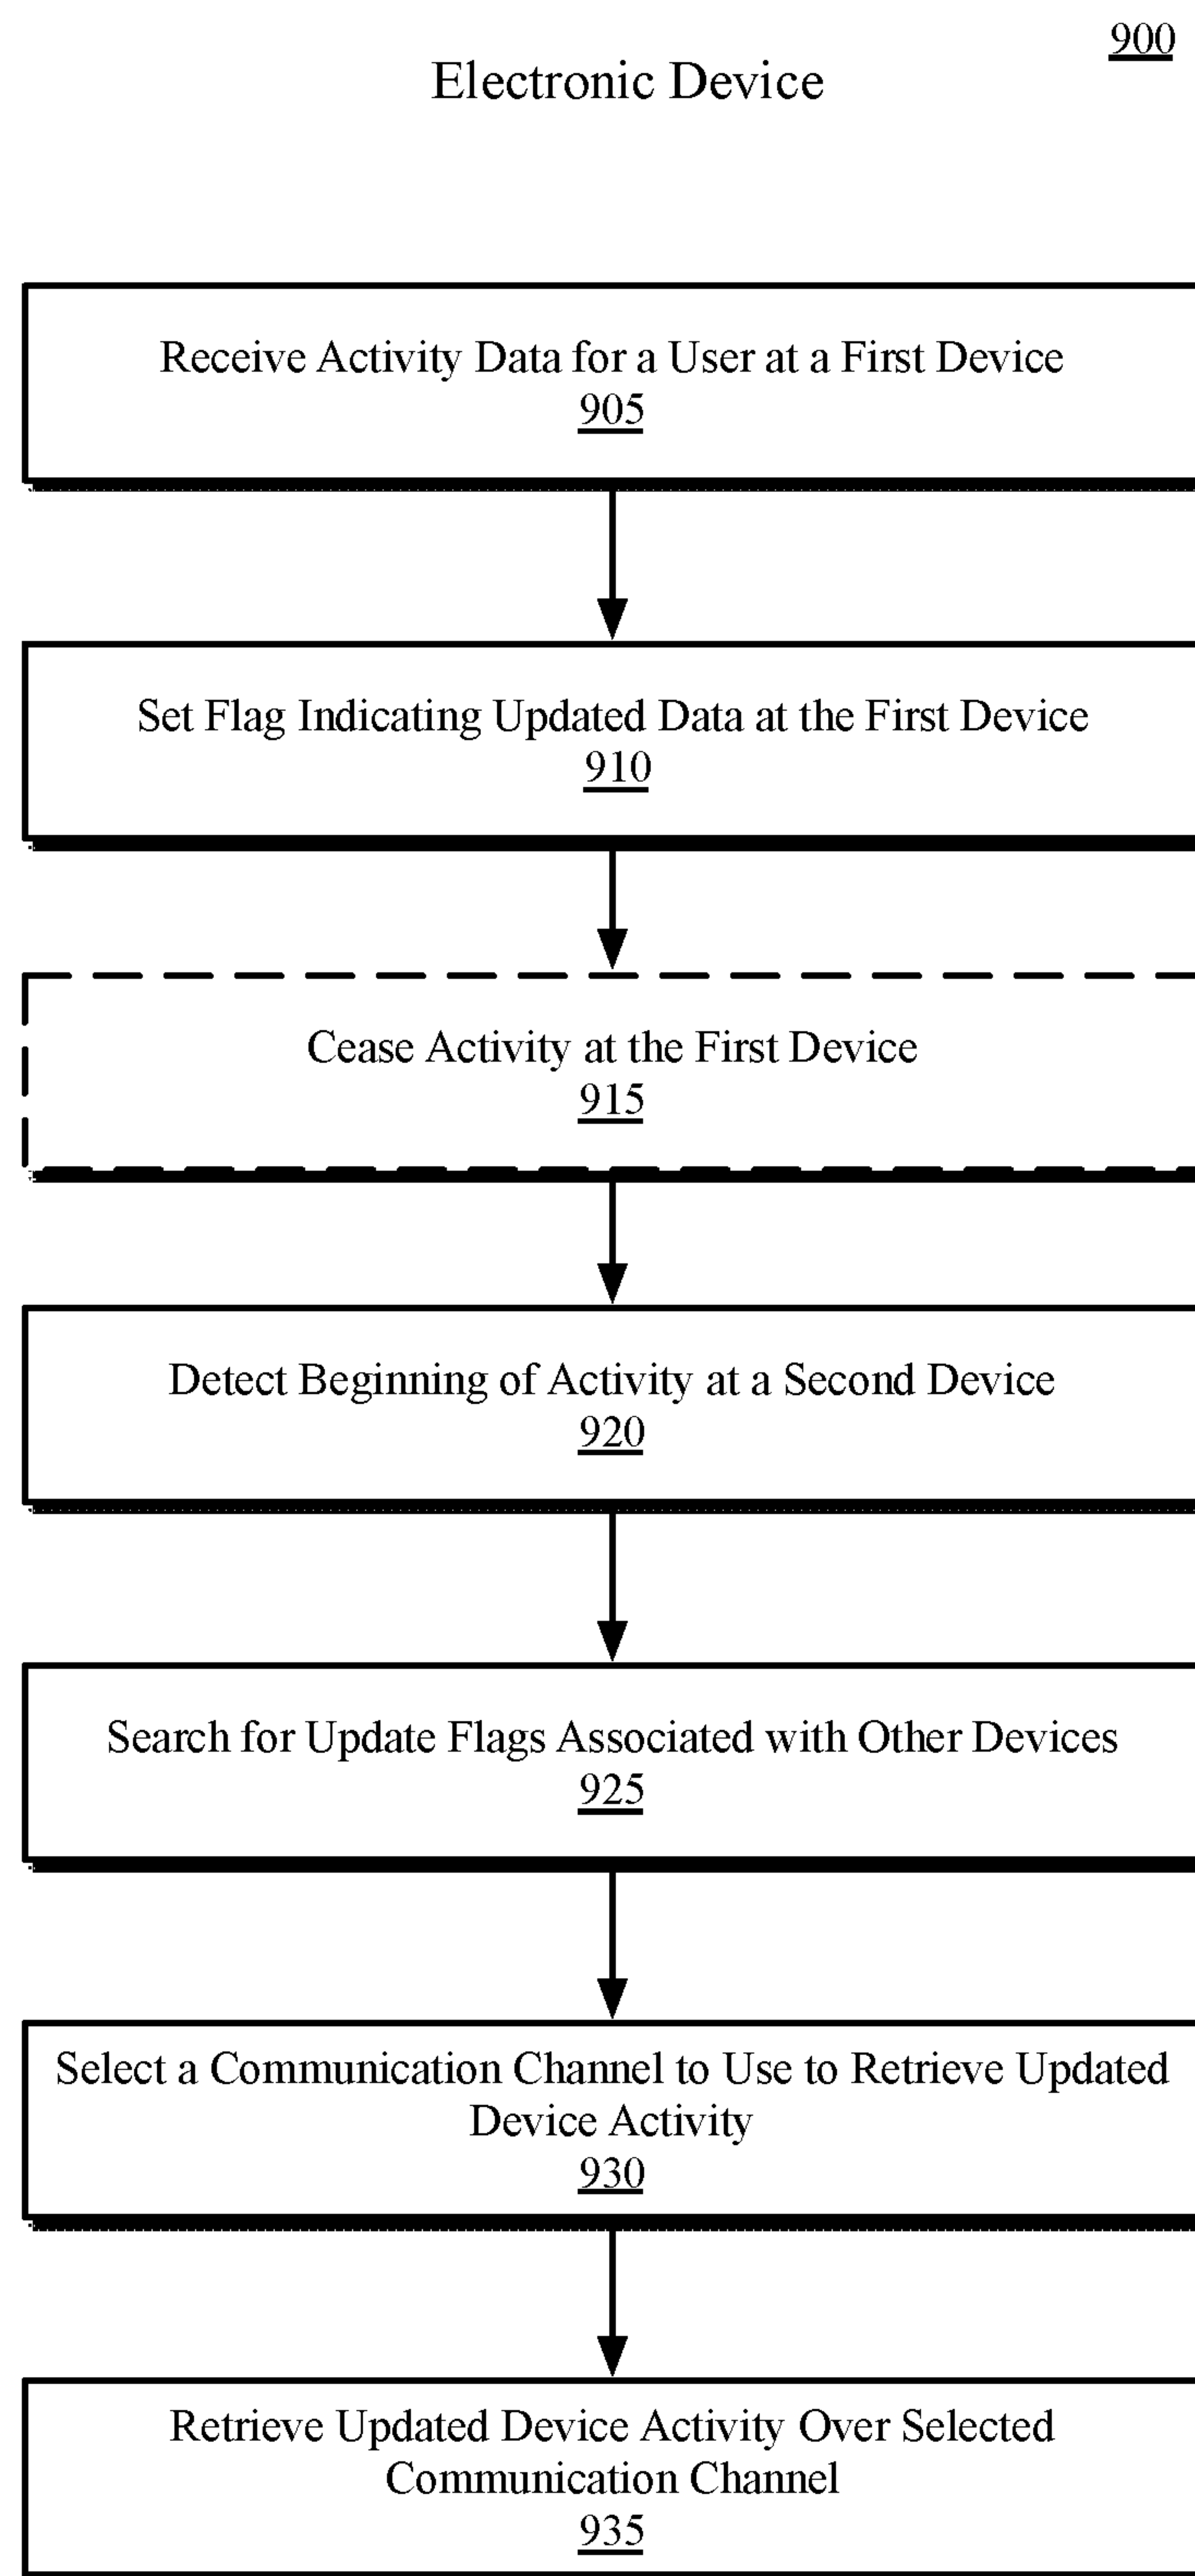 900
Electronic Device
Receive Activity Data for a User at a First Device
905
Set Flag Indicating Updated Data at the First Device
910
Cease Activity at the First Device
915
Detect Beginning of Activity at a Second Device
920
Search for Update Flags Associated with Other Devices
925
Select a Communication Channel to Use to Retrieve Updated
Device Activity
930
Retrieve Updated Device Activity Over Selected
Communication Channel
935